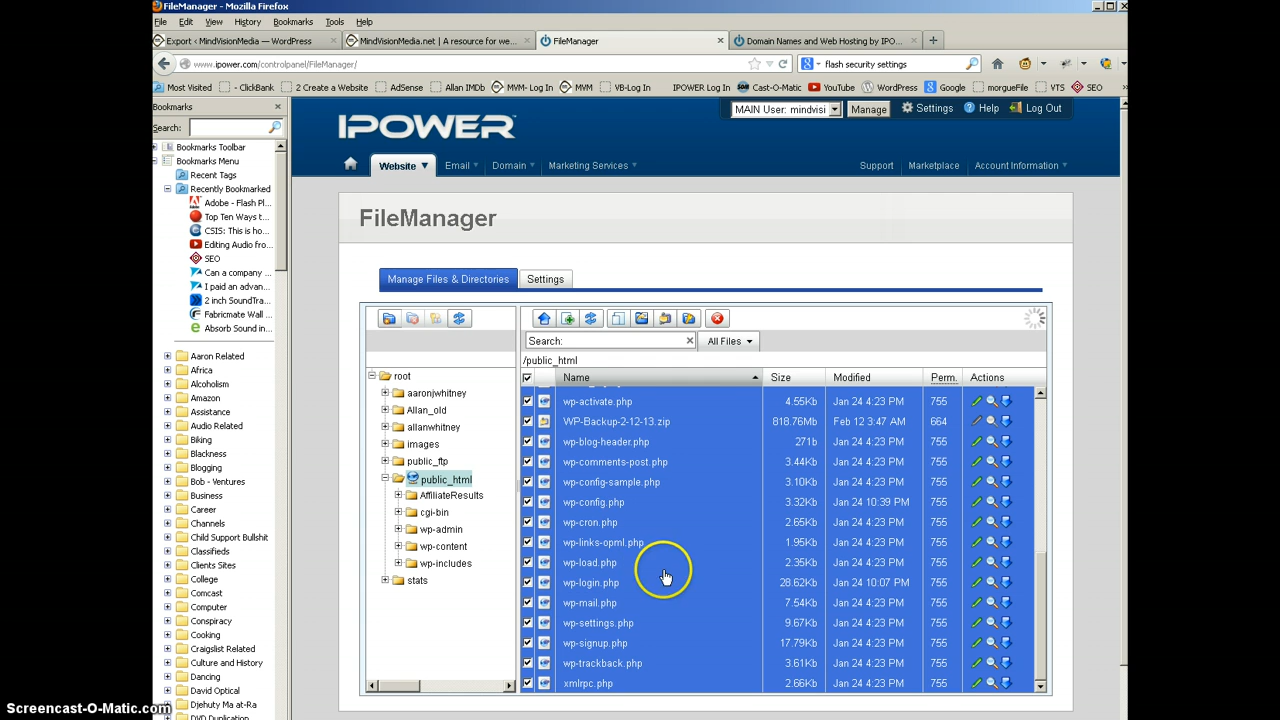 FileManager - Mozilla Firefox
File Edit View History Bookmarks Tools Help
Export < MindVisionMedia — WordPress × MindVisionMedia.net | A resource for we... × FileManager × Domain Names and Web Hosting by IPO... × +
www.ipower.com/controlpanel/FileManager/ flash security settings
Most Visited - ClickBank 2 Create a Website AdSense Allan IMDb MVM- Log In MVM VB-Log In IPOWER Log In Cast-O-Matic YouTube WordPress Google morgueFile VTS SEO
Bookmarks ×
Search:
Bookmarks Toolbar
Bookmarks Menu
Recent Tags
Recently Bookmarked
Adobe - Flash Pl...
Top Ten Ways t...
CSIS: This is ho...
Editing Audio fro...
SEO
Can a company ...
I paid an advan...
2 inch SoundTra...
Fabricmate Wall ...
Absorb Sound in...
Aaron Related
Africa
Alcoholism
Amazon
Assistance
Audio Related
Biking
Blackness
Blogging
Bob - Ventures
Business
Career
Channels
Child Support Bullshit
Classifieds
Clients Sites
College
Comcast
Computer
Conspiracy
Cooking
Craigslist Related
Culture and History
Dancing
David Optical
Djehuty Ma at-Ra
DVD Duplication
MAIN User: mindvisi Manage Settings Help Log Out
IPOWER
Website Email Domain Marketing Services Support Marketplace Account Information
FileManager
Manage Files & Directories Settings
Search: All Files
/public_html
root
aaronjwhitney
Allan_old
allanwhitney
images
public_ftp
public_html
AffiliateResults
cgi-bin
wp-admin
wp-content
wp-includes
stats
Name Size Modified Perm. Actions
wp-activate.php 4.55Kb Jan 24 4:23 PM 755
WP-Backup-2-12-13.zip 818.76Mb Feb 12 3:47 AM 664
wp-blog-header.php 271b Jan 24 4:23 PM 755
wp-comments-post.php 3.44Kb Jan 24 4:23 PM 755
wp-config-sample.php 3.10Kb Jan 24 4:23 PM 755
wp-config.php 3.32Kb Jan 24 10:39 PM 755
wp-cron.php 2.65Kb Jan 24 4:23 PM 755
wp-links-opml.php 1.95Kb Jan 24 4:23 PM 755
wp-load.php 2.35Kb Jan 24 4:23 PM 755
wp-login.php 28.62Kb Jan 24 10:07 PM 755
wp-mail.php 7.54Kb Jan 24 4:23 PM 755
wp-settings.php 9.67Kb Jan 24 4:23 PM 755
wp-signup.php 17.79Kb Jan 24 4:23 PM 755
wp-trackback.php 3.61Kb Jan 24 4:23 PM 755
xmlrpc.php 2.66Kb Jan 24 4:23 PM 755
Screencast-O-Matic.com